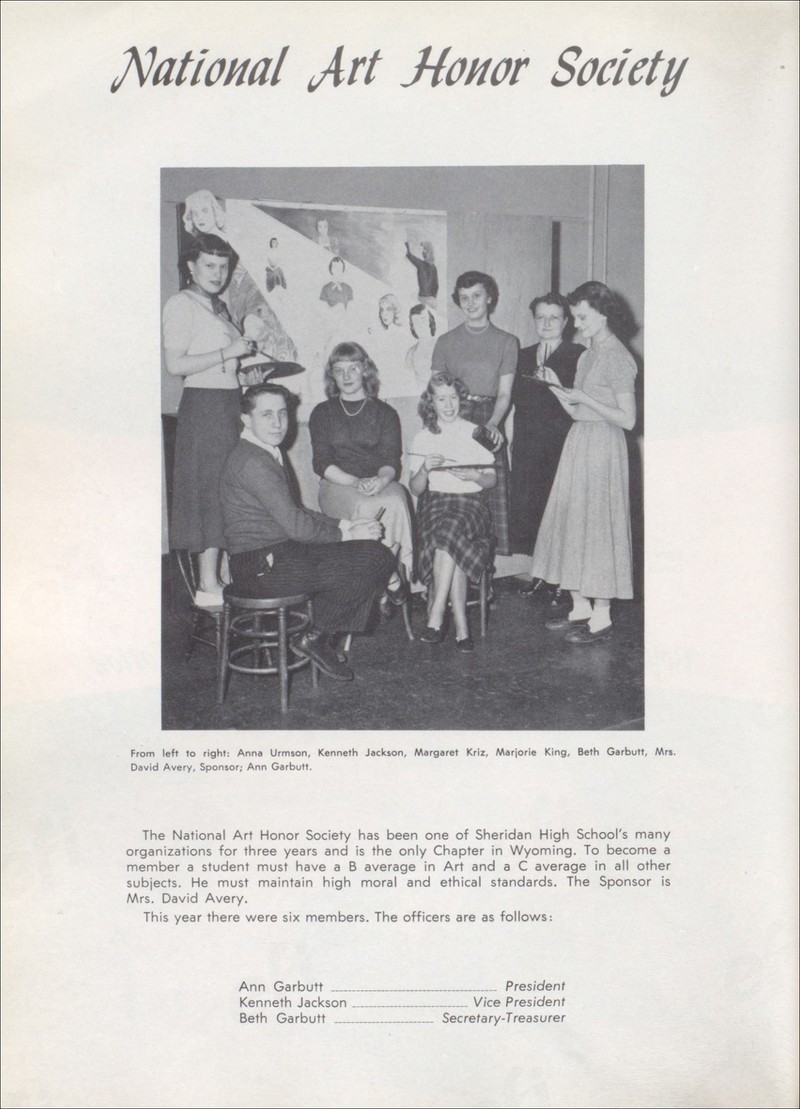 National Art Honor Society
From left to right: Anna Urmson, Kenneth Jackson, Margaret Kriz, Marjorie King, Beth Garbutt, Mrs.
David Avery, Sponsor; Ann Garbutt.
The National Art Honor Society has been one of Sheridan High School's many
organizations for three years and is the only Chapter in Wyoming. To become a
member a student must have a B average in Art and a C average in all other
subjects. He must maintain high moral and ethical standards. The Sponsor is
Mrs. David Avery.
This year there were six members. The officers are as follows:
Ann Garbutt ........................ President
Kenneth Jackson ........................ Vice President
Beth Garbutt ........................ Secretary-Treasurer